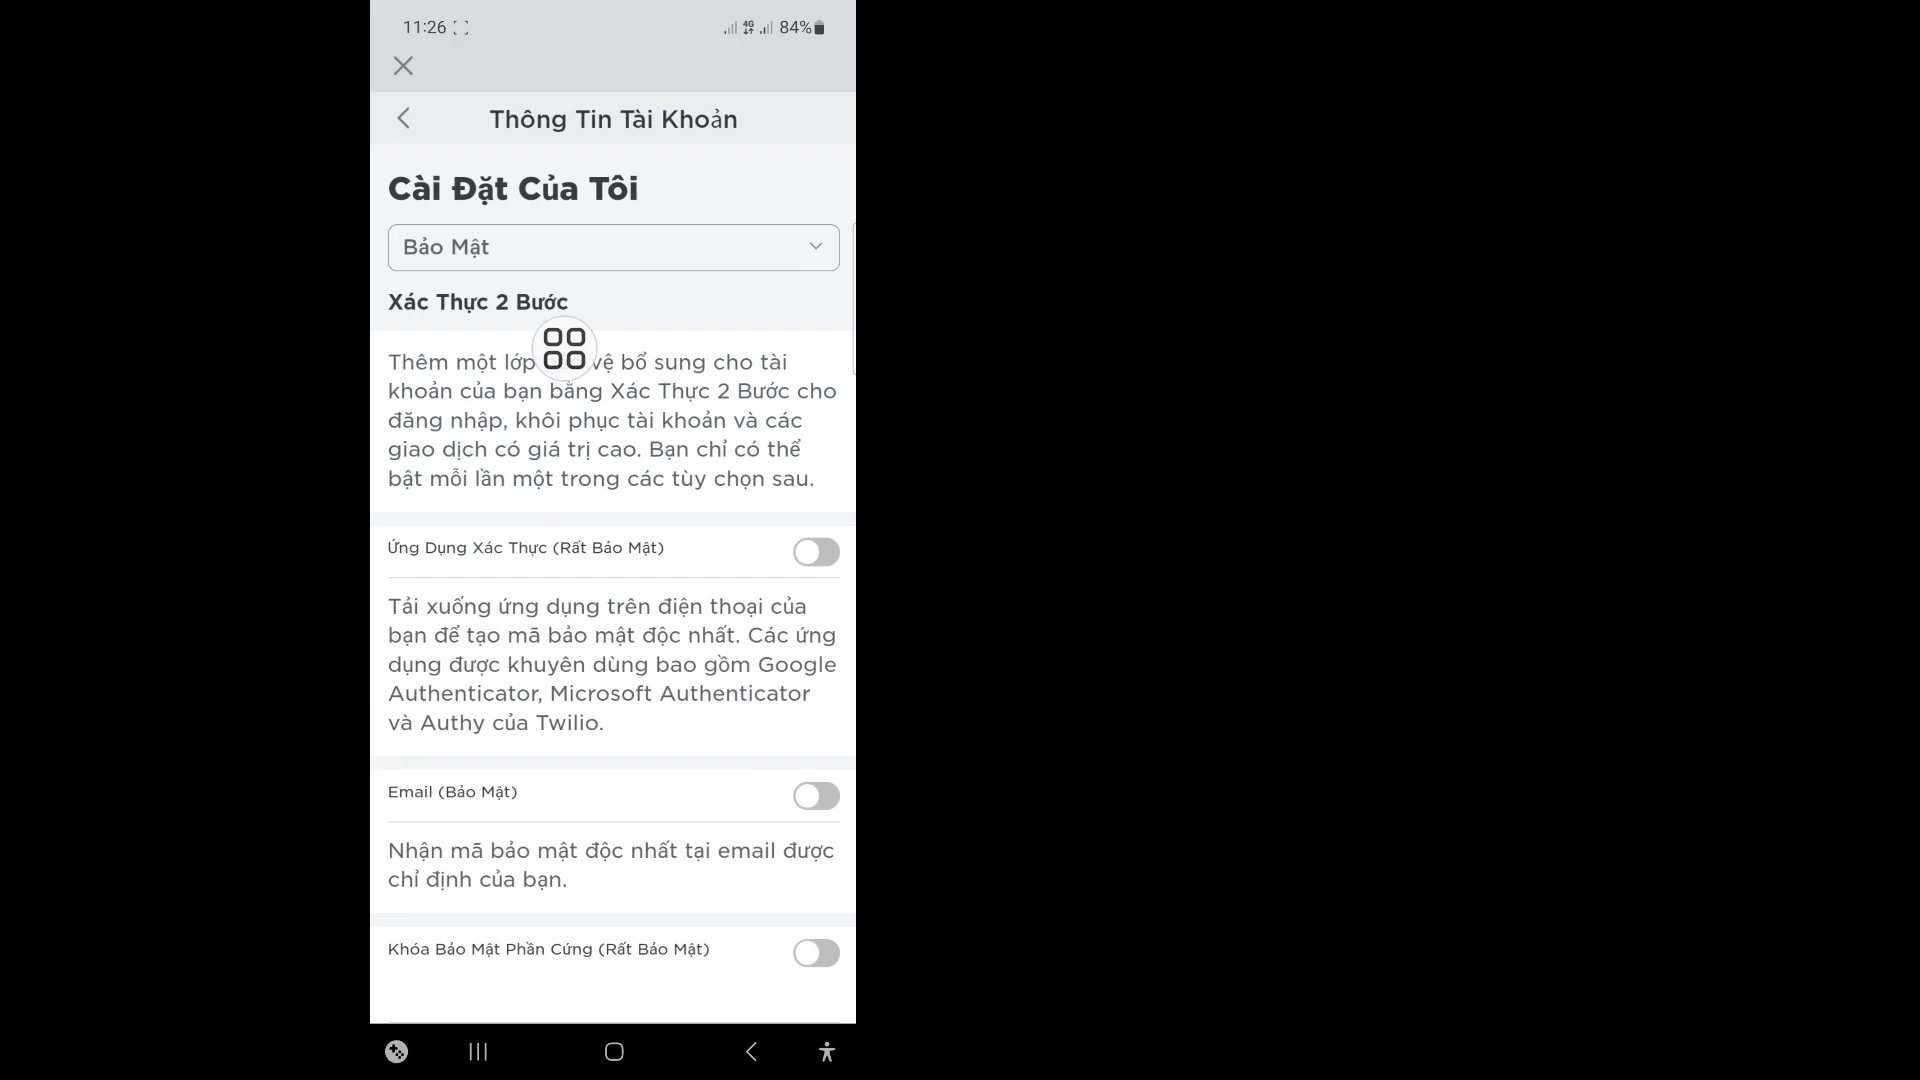 11:26
4G
84%
Thông Tin Tài Khoản
Cài Đặt Của Tôi
Bảo Mật
Xác Thực 2 Bước
Thêm một lớp vệ bổ sung cho tài
khoản của bạn bằng Xác Thực 2 Bước cho
đăng nhập, khôi phục tài khoản và các
giao dịch có giá trị cao. Bạn chỉ có thể
bật mỗi lần một trong các tùy chọn sau.
Ứng Dụng Xác Thực (Rất Bảo Mật)
Tải xuống ứng dụng trên điện thoại của
bạn để tạo mã bảo mật độc nhất. Các ứng
dụng được khuyên dùng bao gồm Google
Authenticator, Microsoft Authenticator
và Authy của Twilio.
Email (Bảo Mật)
Nhận mã bảo mật độc nhất tại email được
chỉ định của bạn.
Khóa Bảo Mật Phần Cứng (Rất Bảo Mật)